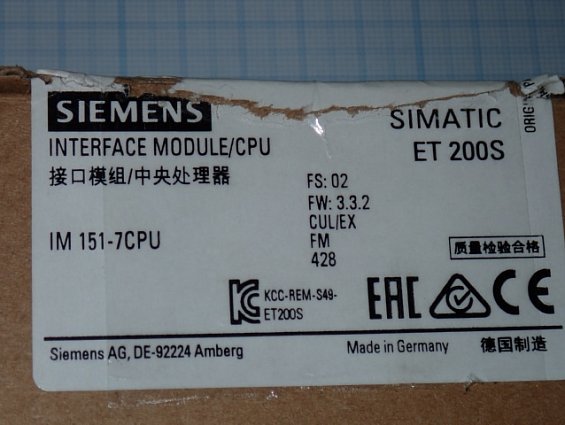 SIEMENS
SIMATIC
INTERFACE MODULE/CPU
ET 200S
接口模组/中央处理器
FS: 02
FW: 3.3.2
CUL/EX
IM 151-7CPU
FM
428
质量检验合格
KCC-REM-S49-
ET200S
EAC
CE
Siemens AG, DE-92224 Amberg
Made in Germany
德国制造